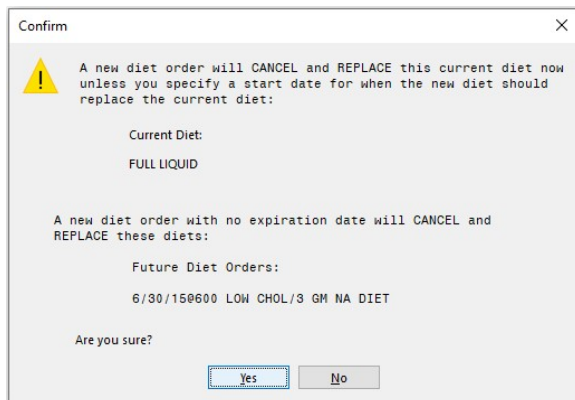 Confirm
A new diet order will CANCEL and REPLACE this current diet now
unless you specify a start date for when the new diet should
replace the current diet:
Current Diet:
FULL LIQUID
A new diet order with no expiration date will CANCEL and
REPLACE these diets:
Future Diet Orders:
6/30/15@600 LOW CHOL/3 GM NA DIET
Are you sure?
Yes No